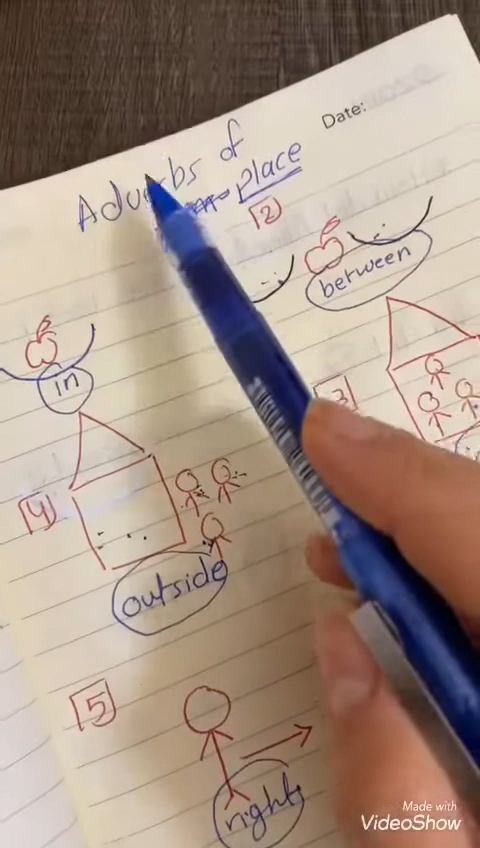 Date:
Adverbs of
place
2
between
in
3
4
outside
5
right
Made with
VideoShow